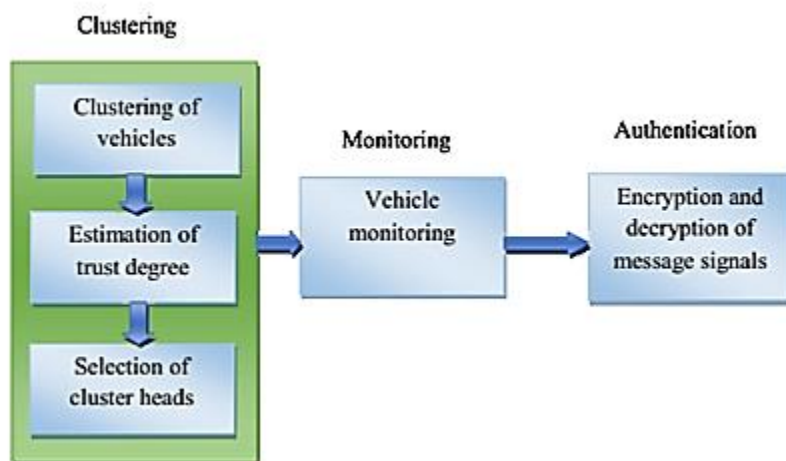 Clustering
Clustering of
vehicles
Estimation of
trust degree
Selection of
cluster heads
Monitoring
Vehicle
monitoring
Authentication
Encryption and
decryption of
message signals